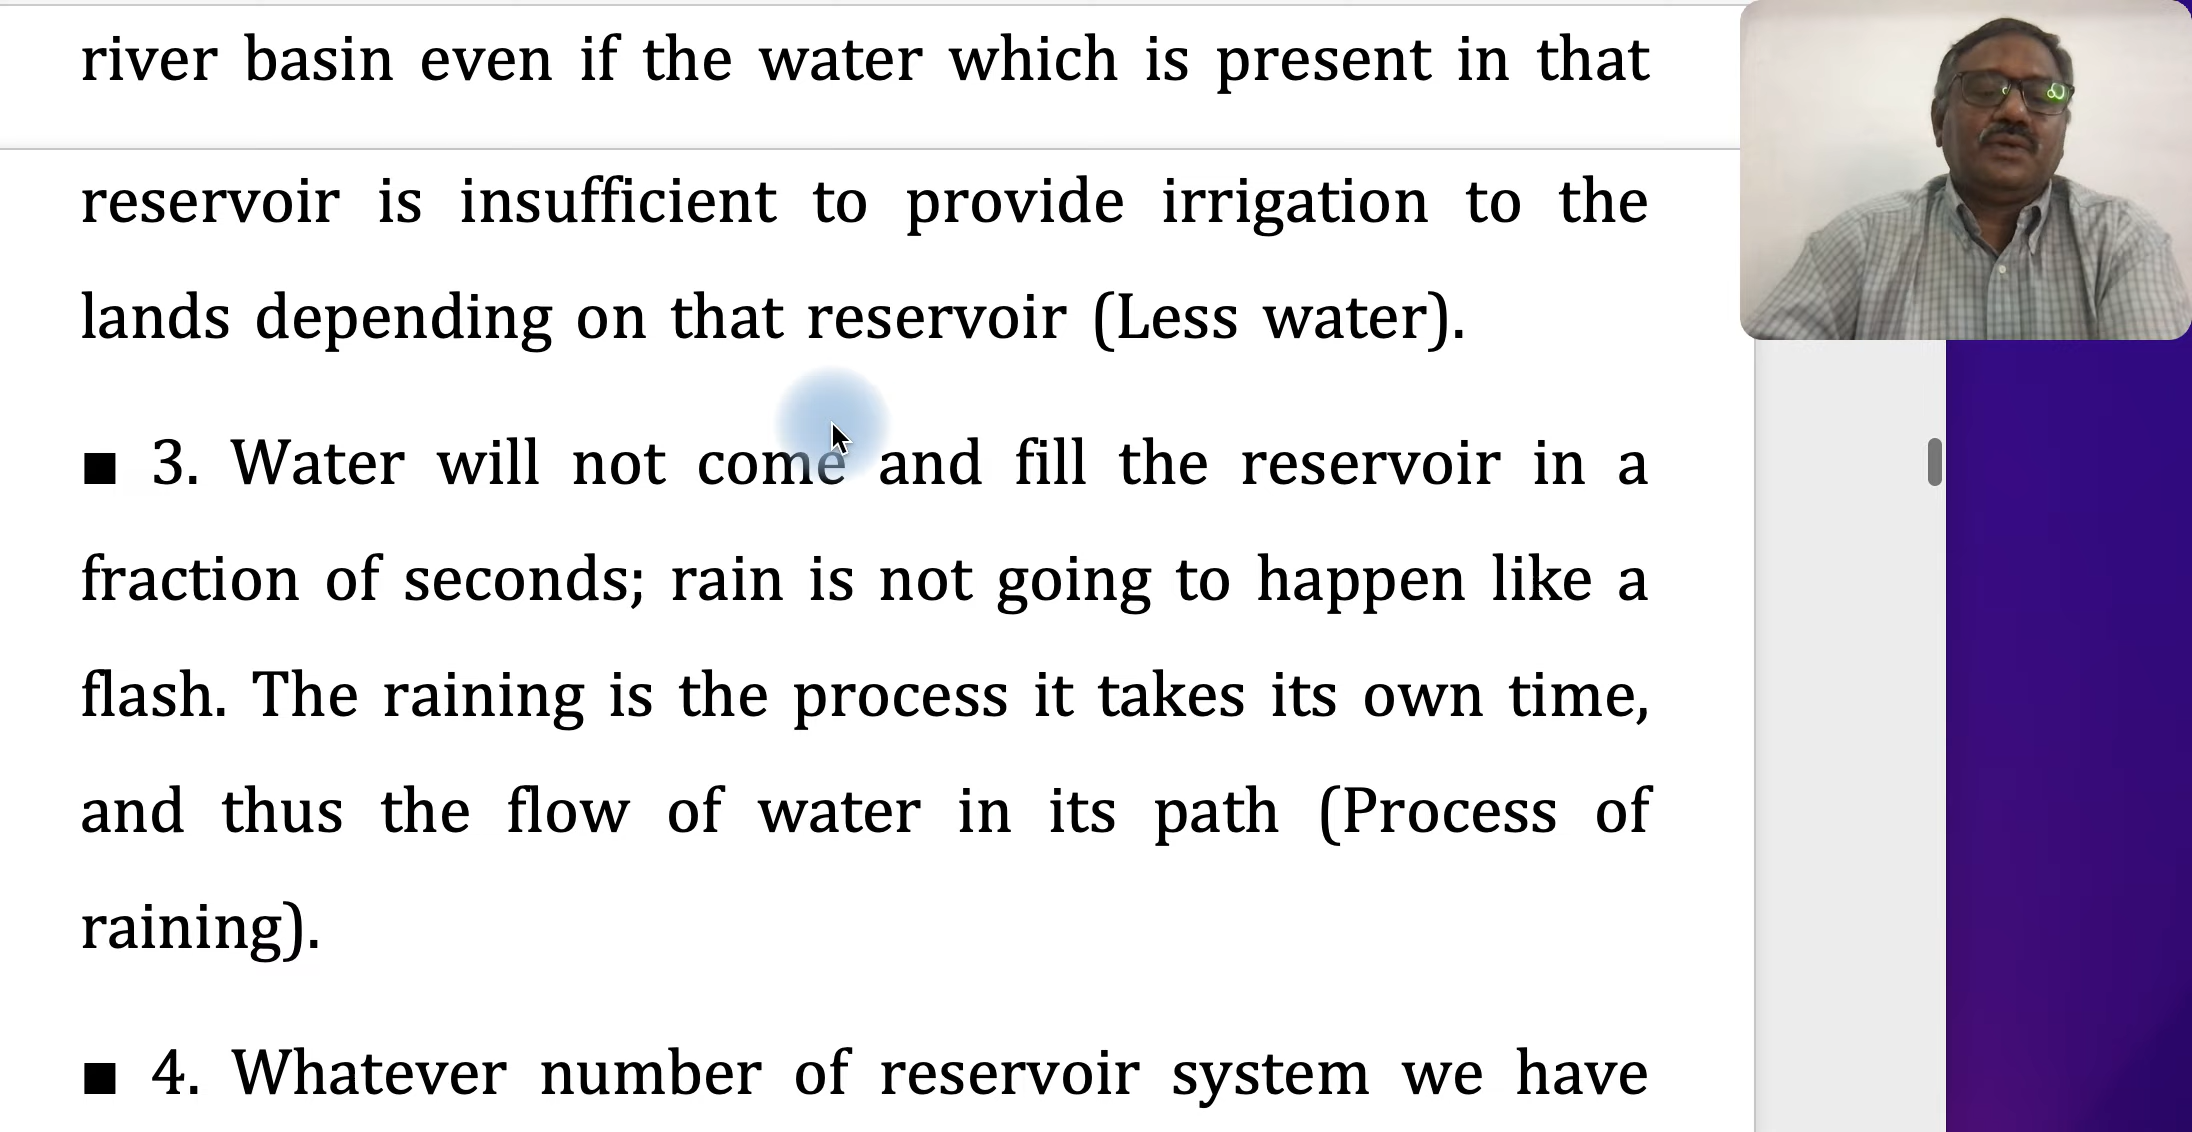 river basin even if the water which is present in that
reservoir is insufficient to provide irrigation to the
lands depending on that reservoir (Less water).
■ 3. Water will not come and fill the reservoir in a
fraction of seconds; rain is not going to happen like a
flash. The raining is the process it takes its own time,
and thus the flow of water in its path (Process of
raining).
■ 4. Whatever number of reservoir system we have